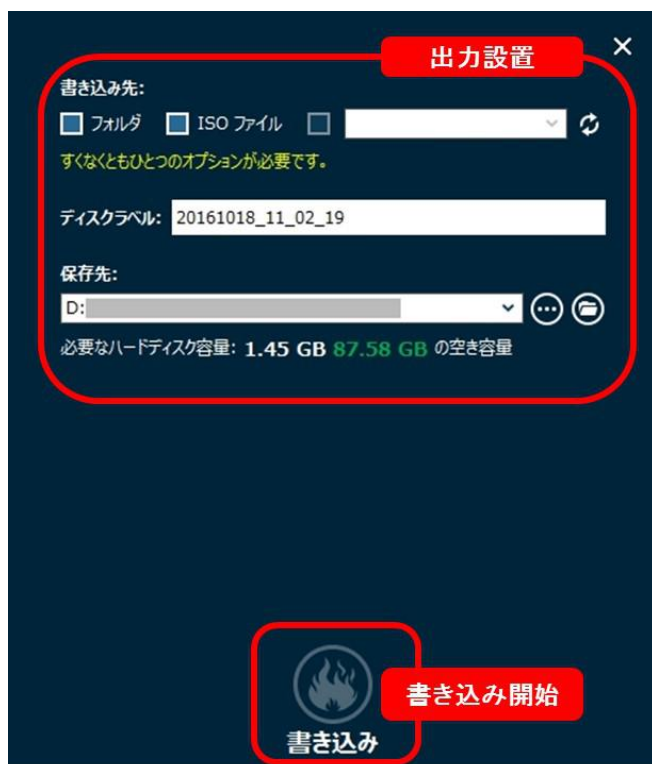 出力設置
書き込み先:
フォルダ ISO ファイル
すくなくともひとつのオプションが必要です。
ディスクラベル: 20161018_11_02_19
保存先:
D:
必要なハードディスク容量: 1.45 GB 87.58 GB の空き容量
書き込み開始
書き込み